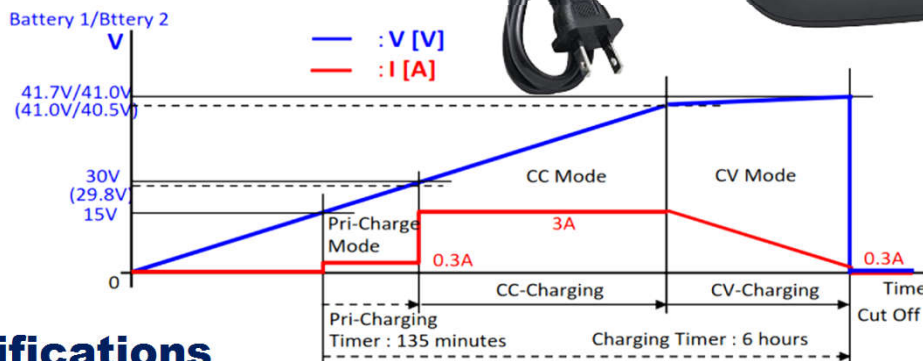 Battery 1/Bttery 2
V
: V [V]
: I [A]
41.7V/41.0V
(41.0V/40.5V)
30V
(29.8V)
15V
0
Pri-Charge
Mode
CC Mode
CV Mode
3A
0.3A
0.3A
CC-Charging
CV-Charging
Time
Cut Off
Pri-Charging
Timer : 135 minutes
Charging Timer : 6 hours
ifications